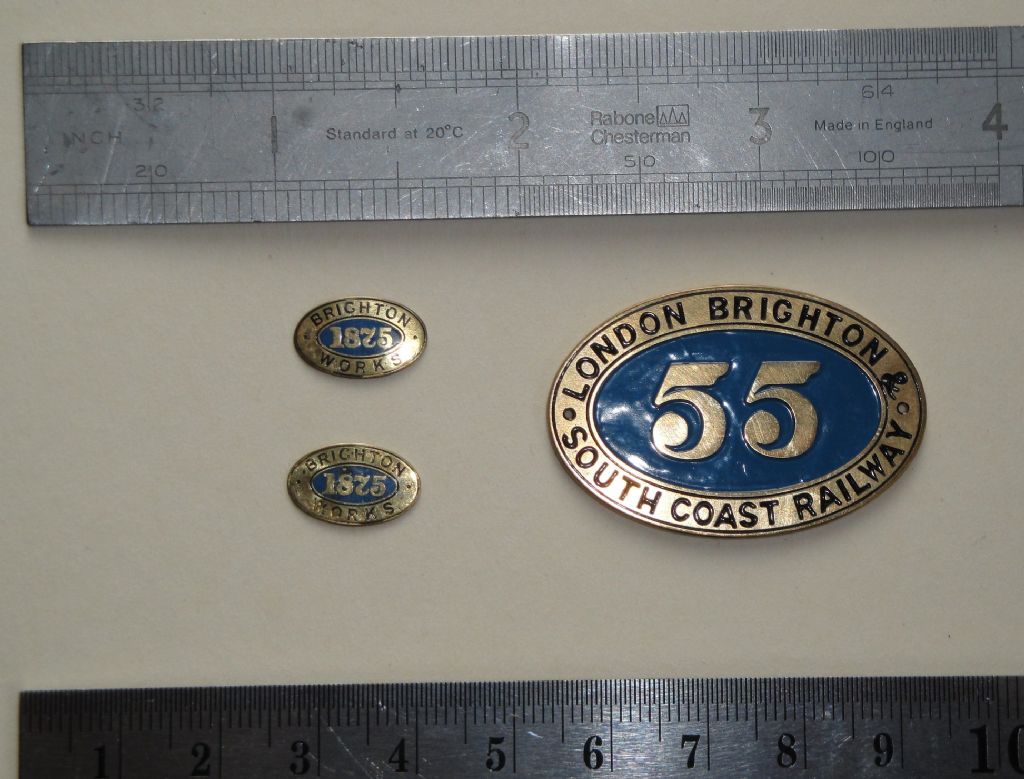 32
64
INCH
1
Standard at 20°C
2
Rabone
Chesterman
3
Made in England
4
20
50
100
BRIGHTON
1875
WORKS
LONDON BRIGHTON &
55
SOUTH COAST RAILWAY
BRIGHTON
1875
WORKS
1 2 3 4 5 6 7 8 9 10